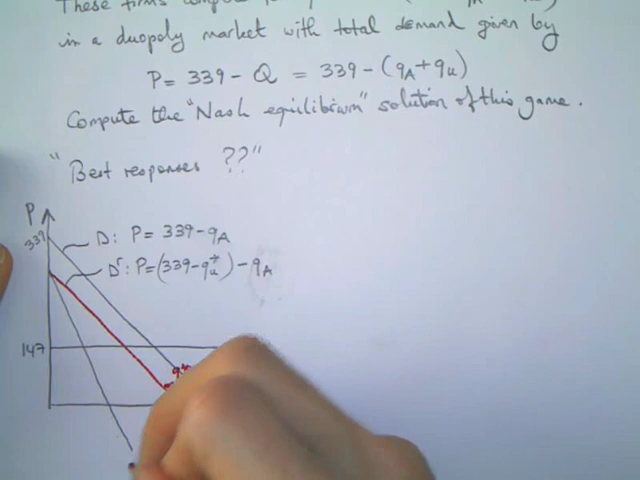 These firms
in a duopoly market with total demand given by
P = 339 - Q = 339 - (qA + qU)
Compute the "Nash equilibrium" solution of this game.
"Best responses ??"
P
339
D: P = 339 - qA
Dr: P = (339 - qU*) - qA
147